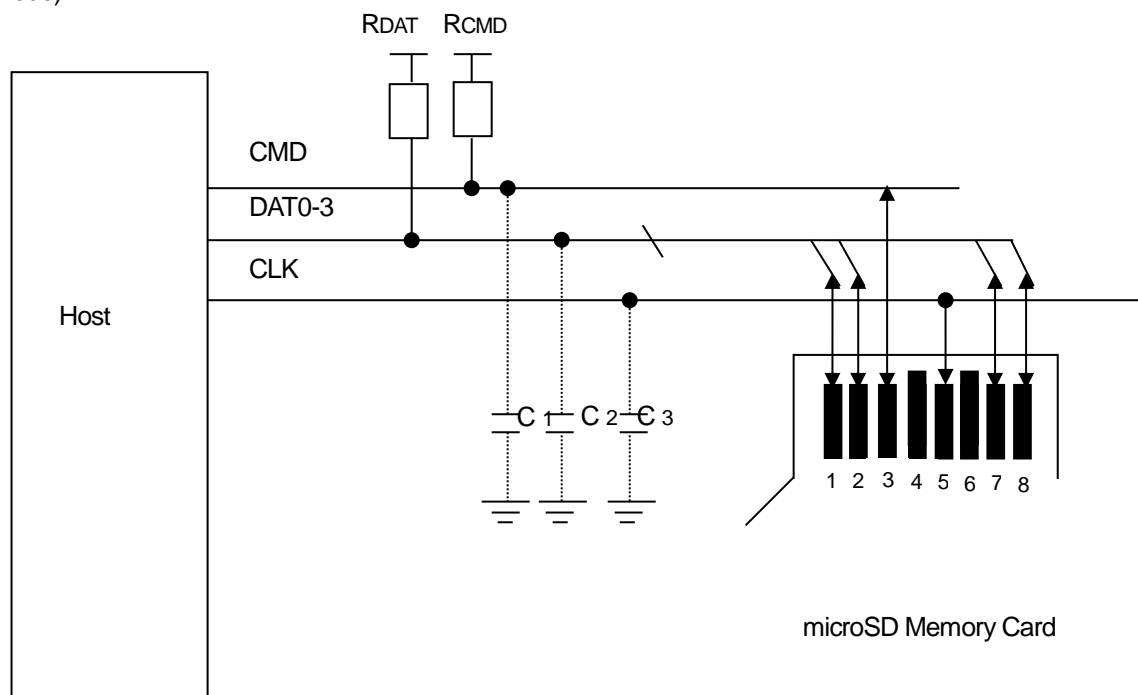 RDAT RCMD
CMD
DAT0-3
CLK
Host
C 1 C 2 C 3
1 2 3 4 5 6 7 8
microSD Memory Card